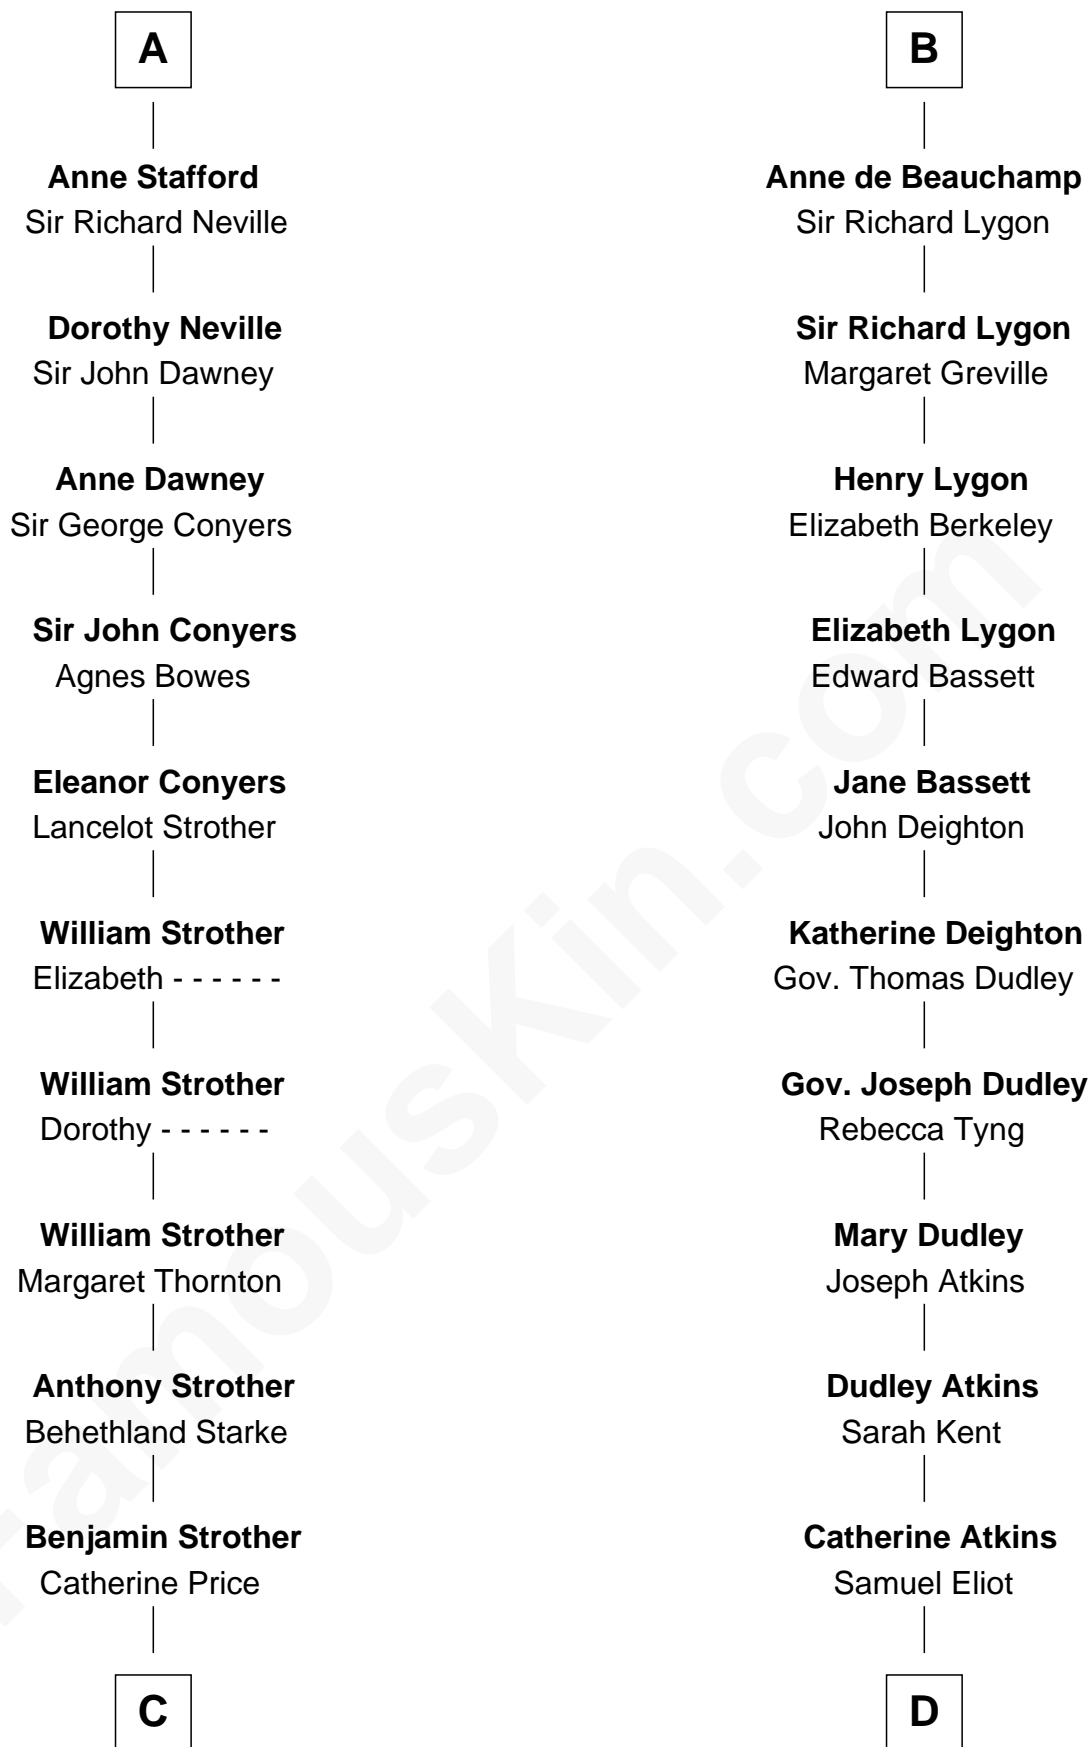 A
Anne Stafford
Sir Richard Neville
Dorothy Neville
Sir John Dawney
Anne Dawney
Sir George Conyers
Sir John Conyers
Agnes Bowes
Eleanor Conyers
Lancelot Strother
William Strother
Elizabeth - - - - - -
William Strother
Dorothy - - - - - -
William Strother
Margaret Thornton
Anthony Strother
Behethland Starke
Benjamin Strother
Catherine Price
C
B
Anne de Beauchamp
Sir Richard Lygon
Sir Richard Lygon
Margaret Greville
Henry Lygon
Elizabeth Berkeley
Elizabeth Lygon
Edward Bassett
Jane Bassett
John Deighton
Katherine Deighton
Gov. Thomas Dudley
Gov. Joseph Dudley
Rebecca Tyng
Mary Dudley
Joseph Atkins
Dudley Atkins
Sarah Kent
Catherine Atkins
Samuel Eliot
D
FamousKin.com